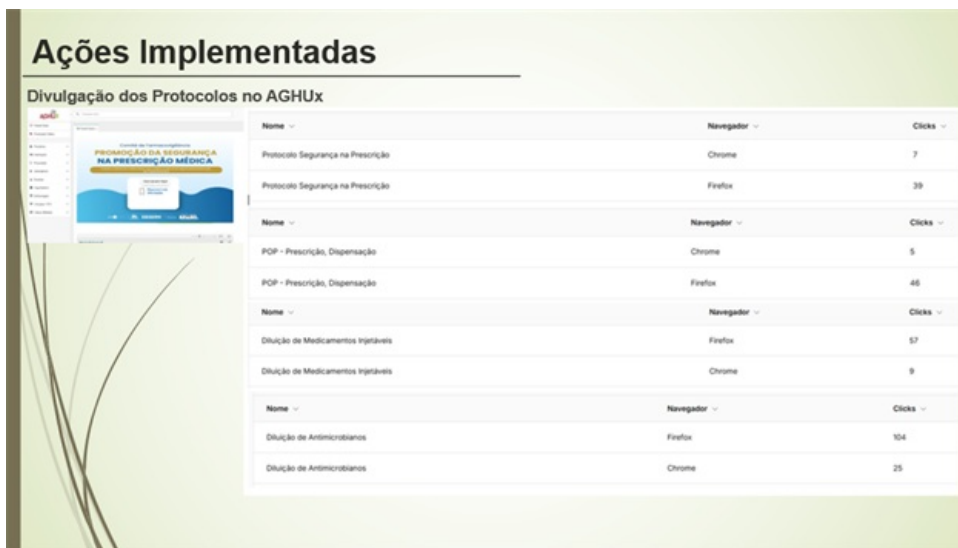 Ações Implementadas
Divulgação dos Protocolos no AGHUx
Comitê de Farmacovigilância
PROMOÇÃO DA SEGURANÇA
NA PRESCRIÇÃO MÉDICA
Nome Navegador Clicks
Protocolo Segurança na Prescrição Chrome 7
Protocolo Segurança na Prescrição Firefox 39
Nome Navegador Clicks
POP - Prescrição, Dispensação Chrome 5
POP - Prescrição, Dispensação Firefox 46
Nome Navegador Clicks
Diluição de Medicamentos Injetáveis Firefox 57
Diluição de Medicamentos Injetáveis Chrome 9
Nome Navegador Clicks
Diluição de Antimicrobianos Firefox 104
Diluição de Antimicrobianos Chrome 25